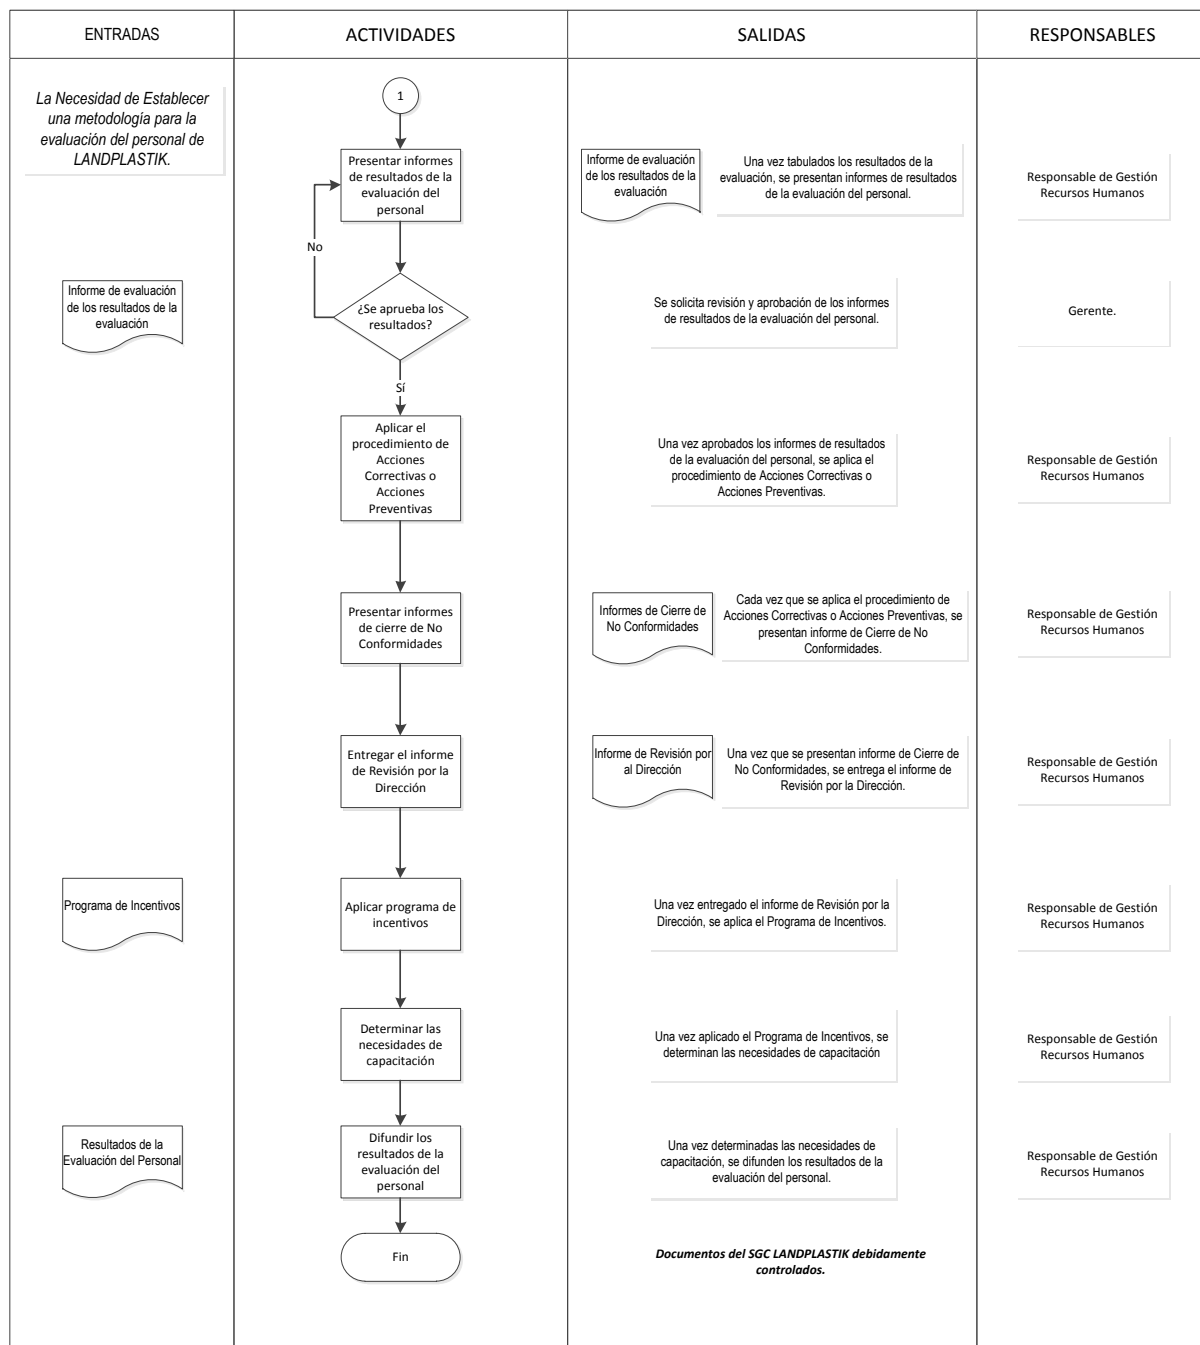 ENTRADAS
ACTIVIDADES
SALIDAS
RESPONSABLES
La Necesidad de Establecer
una metodología para la
evaluación del personal de
LANDPLASTIK.
1
Presentar informes
de resultados de la
evaluación del
personal
Informe de evaluación
de los resultados de la
evaluación
Una vez tabulados los resultados de la
evaluación, se presentan informes de resultados
de la evaluación del personal.
Responsable de Gestión
Recursos Humanos
No
Informe de evaluación
de los resultados de la
evaluación
¿Se aprueba los
resultados?
Se solicita revisión y aprobación de los informes
de resultados de la evaluación del personal.
Gerente.
Sí
Aplicar el
procedimiento de
Acciones
Correctivas o
Acciones
Preventivas
Una vez aprobados los informes de resultados
de la evaluación del personal, se aplica el
procedimiento de Acciones Correctivas o
Acciones Preventivas.
Responsable de Gestión
Recursos Humanos
Presentar informes
de cierre de No
Conformidades
Informes de Cierre de
No Conformidades
Cada vez que se aplica el procedimiento de
Acciones Correctivas o Acciones Preventivas, se
presentan informe de Cierre de No
Conformidades.
Responsable de Gestión
Recursos Humanos
Entregar el informe
de Revisión por la
Dirección
Informe de Revisión por
al Dirección
Una vez que se presentan informe de Cierre de
No Conformidades, se entrega el informe de
Revisión por la Dirección.
Responsable de Gestión
Recursos Humanos
Programa de Incentivos
Aplicar programa de
incentivos
Una vez entregado el informe de Revisión por la
Dirección, se aplica el Programa de Incentivos.
Responsable de Gestión
Recursos Humanos
Determinar las
necesidades de
capacitación
Una vez aplicado el Programa de Incentivos, se
determinan las necesidades de capacitación
Responsable de Gestión
Recursos Humanos
Resultados de la
Evaluación del Personal
Difundir los
resultados de la
evaluación del
personal
Una vez determinadas las necesidades de
capacitación, se difunden los resultados de la
evaluación del personal.
Responsable de Gestión
Recursos Humanos
Fin
Documentos del SGC LANDPLASTIK debidamente
controlados.